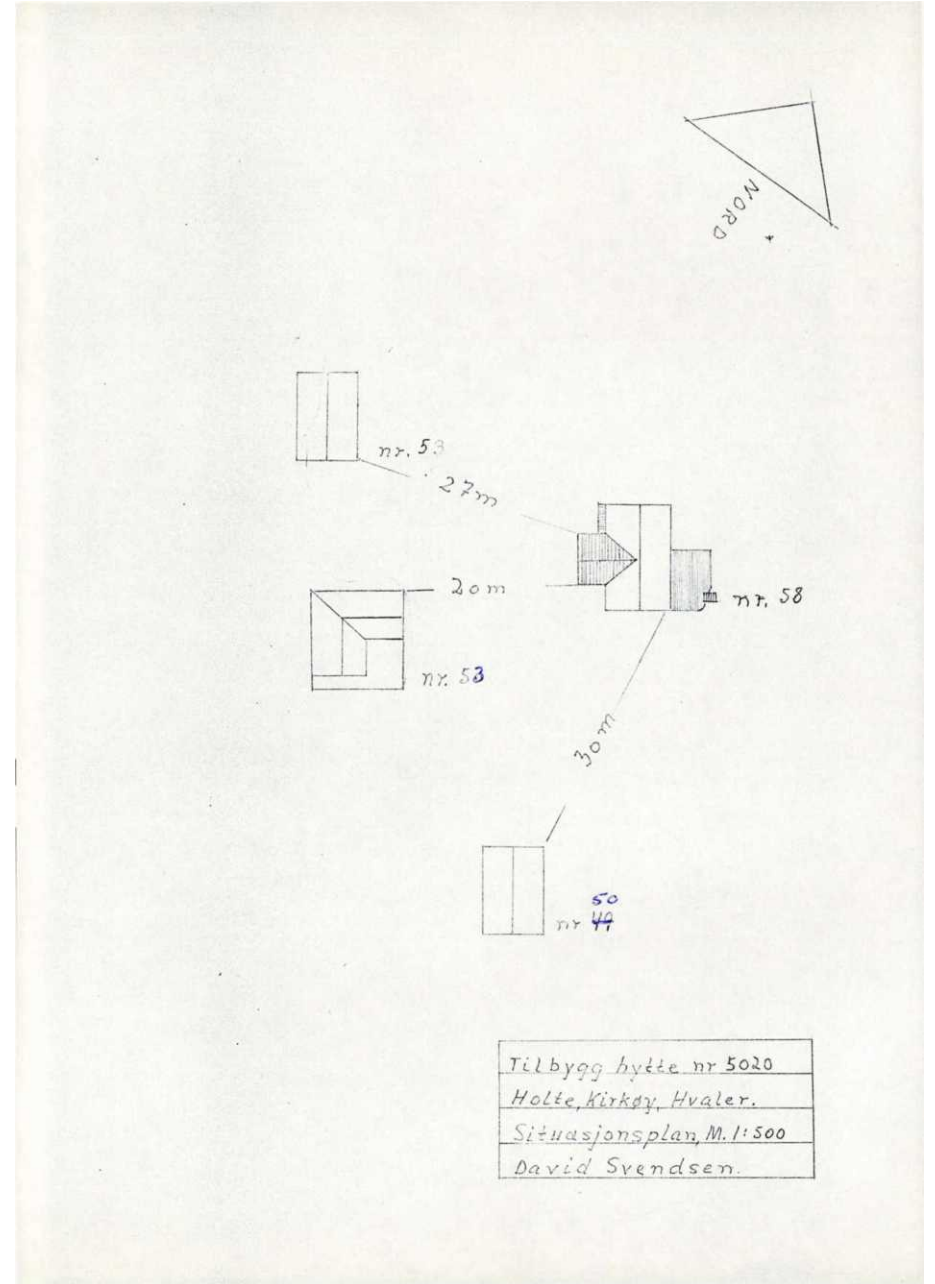 NORD
nr. 53
27m
20m
nr. 58
nr. 53
30m
50
nr 49
Tilbygg hytte nr 5020
Holte, Kirkøy, Hvaler.
Situasjonsplan, M. 1:500
David Svendsen.